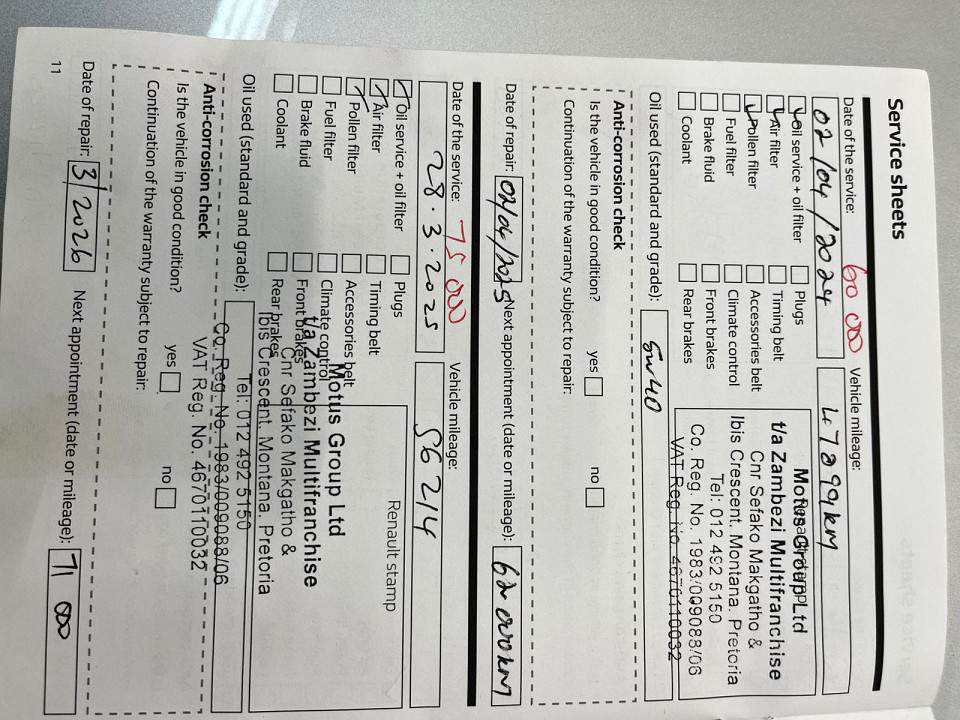 Service sheets
Date of the service: 60 000
Vehicle mileage:
02/04/2024
47899km
Oil service + oil filter
Air filter
Pollen filter
Fuel filter
Brake fluid
Coolant
Plugs
Timing belt
Accessories belt
Climate control
Front brakes
Rear brakes
Motus Group Ltd
t/a Zambezi Multifranchise
Cnr Sefako Makgatho &
Ibis Crescent. Montana. Pretoria
Tel: 012 492 5150
Co. Reg. No. 1983/009088/06
VAT Reg. No. 4670110032
Oil used (standard and grade): 5w40
Anti-corrosion check
Is the vehicle in good condition? yes no
Continuation of the warranty subject to repair:
Date of repair: 02/04/2025 Next appointment (date or mileage): 62 000km
Date of the service: 75 000
Vehicle mileage:
28.3.2025
56214
Oil service + oil filter
Air filter
Pollen filter
Fuel filter
Brake fluid
Coolant
Plugs
Timing belt
Accessories belt
Climate control
Front brakes
Rear brakes
Renault stamp
Motus Group Ltd
t/a Zambezi Multifranchise
Cnr Sefako Makgatho &
Ibis Crescent. Montana. Pretoria
Tel: 012 492 5150
Co. Reg. No. 1983/009088/06
VAT Reg. No. 4670110032
Oil used (standard and grade):
Anti-corrosion check
Is the vehicle in good condition? yes no
Continuation of the warranty subject to repair:
Date of repair: 3/2026 Next appointment (date or mileage): 71 000
11